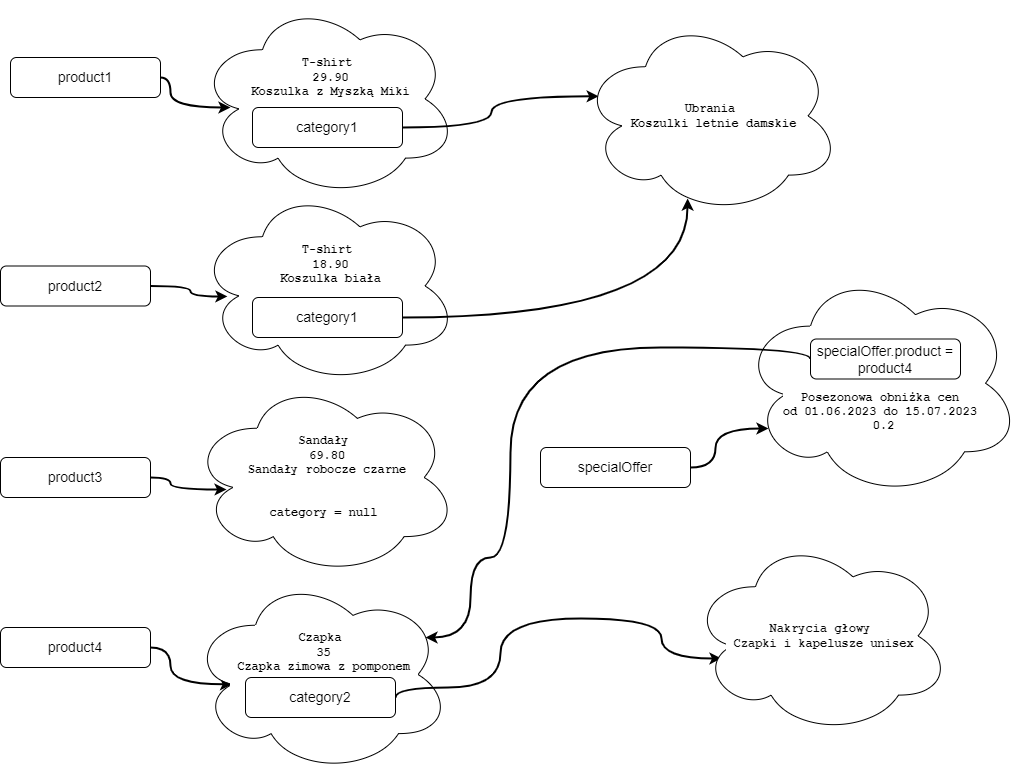 product1
T-shirt
29.90
Koszulka z Myszką Miki
category1
Ubrania
Koszulki letnie damskie
product2
T-shirt
18.90
Koszulka biała
category1
specialOffer.product =
product4
Posezonowa obniżka cen
od 01.06.2023 do 15.07.2023
0.2
specialOffer
product3
Sandały
69.80
Sandały robocze czarne
category = null
product4
Czapka
35
Czapka zimowa z pomponem
category2
Nakrycia głowy
Czapki i kapelusze unisex